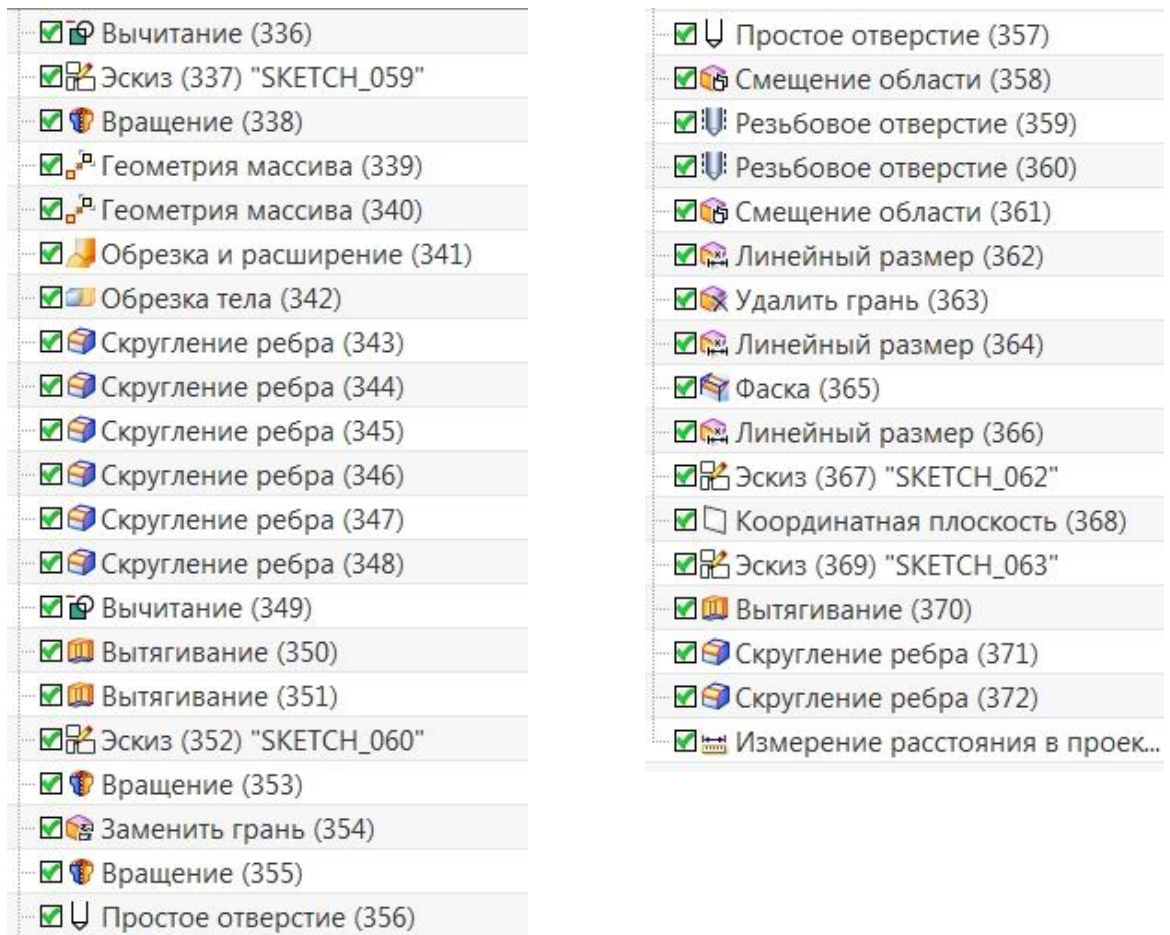 Вычитание (336)
Эскиз (337) "SKETCH_059"
Вращение (338)
Геометрия массива (339)
Геометрия массива (340)
Обрезка и расширение (341)
Обрезка тела (342)
Скругление ребра (343)
Скругление ребра (344)
Скругление ребра (345)
Скругление ребра (346)
Скругление ребра (347)
Скругление ребра (348)
Вычитание (349)
Вытягивание (350)
Вытягивание (351)
Эскиз (352) "SKETCH_060"
Вращение (353)
Заменить грань (354)
Вращение (355)
Простое отверстие (356)
Простое отверстие (357)
Смещение области (358)
Резьбовое отверстие (359)
Резьбовое отверстие (360)
Смещение области (361)
Линейный размер (362)
Удалить грань (363)
Линейный размер (364)
Фаска (365)
Линейный размер (366)
Эскиз (367) "SKETCH_062"
Координатная плоскость (368)
Эскиз (369) "SKETCH_063"
Вытягивание (370)
Скругление ребра (371)
Скругление ребра (372)
Измерение расстояния в проек...